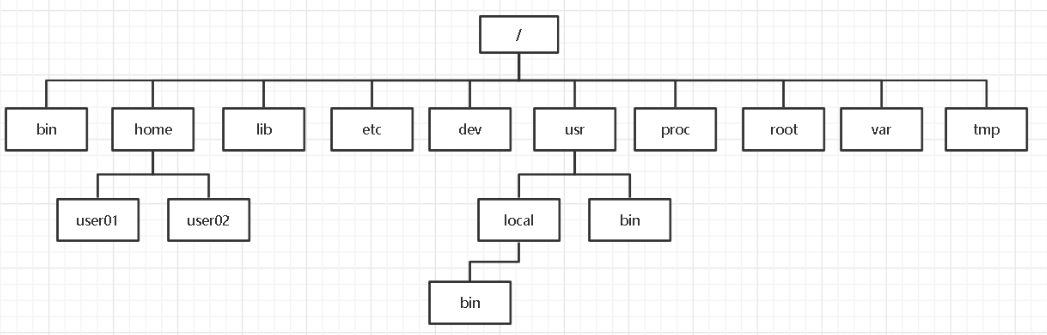 /
bin home lib etc dev usr proc root var tmp
user01 user02 local bin
bin